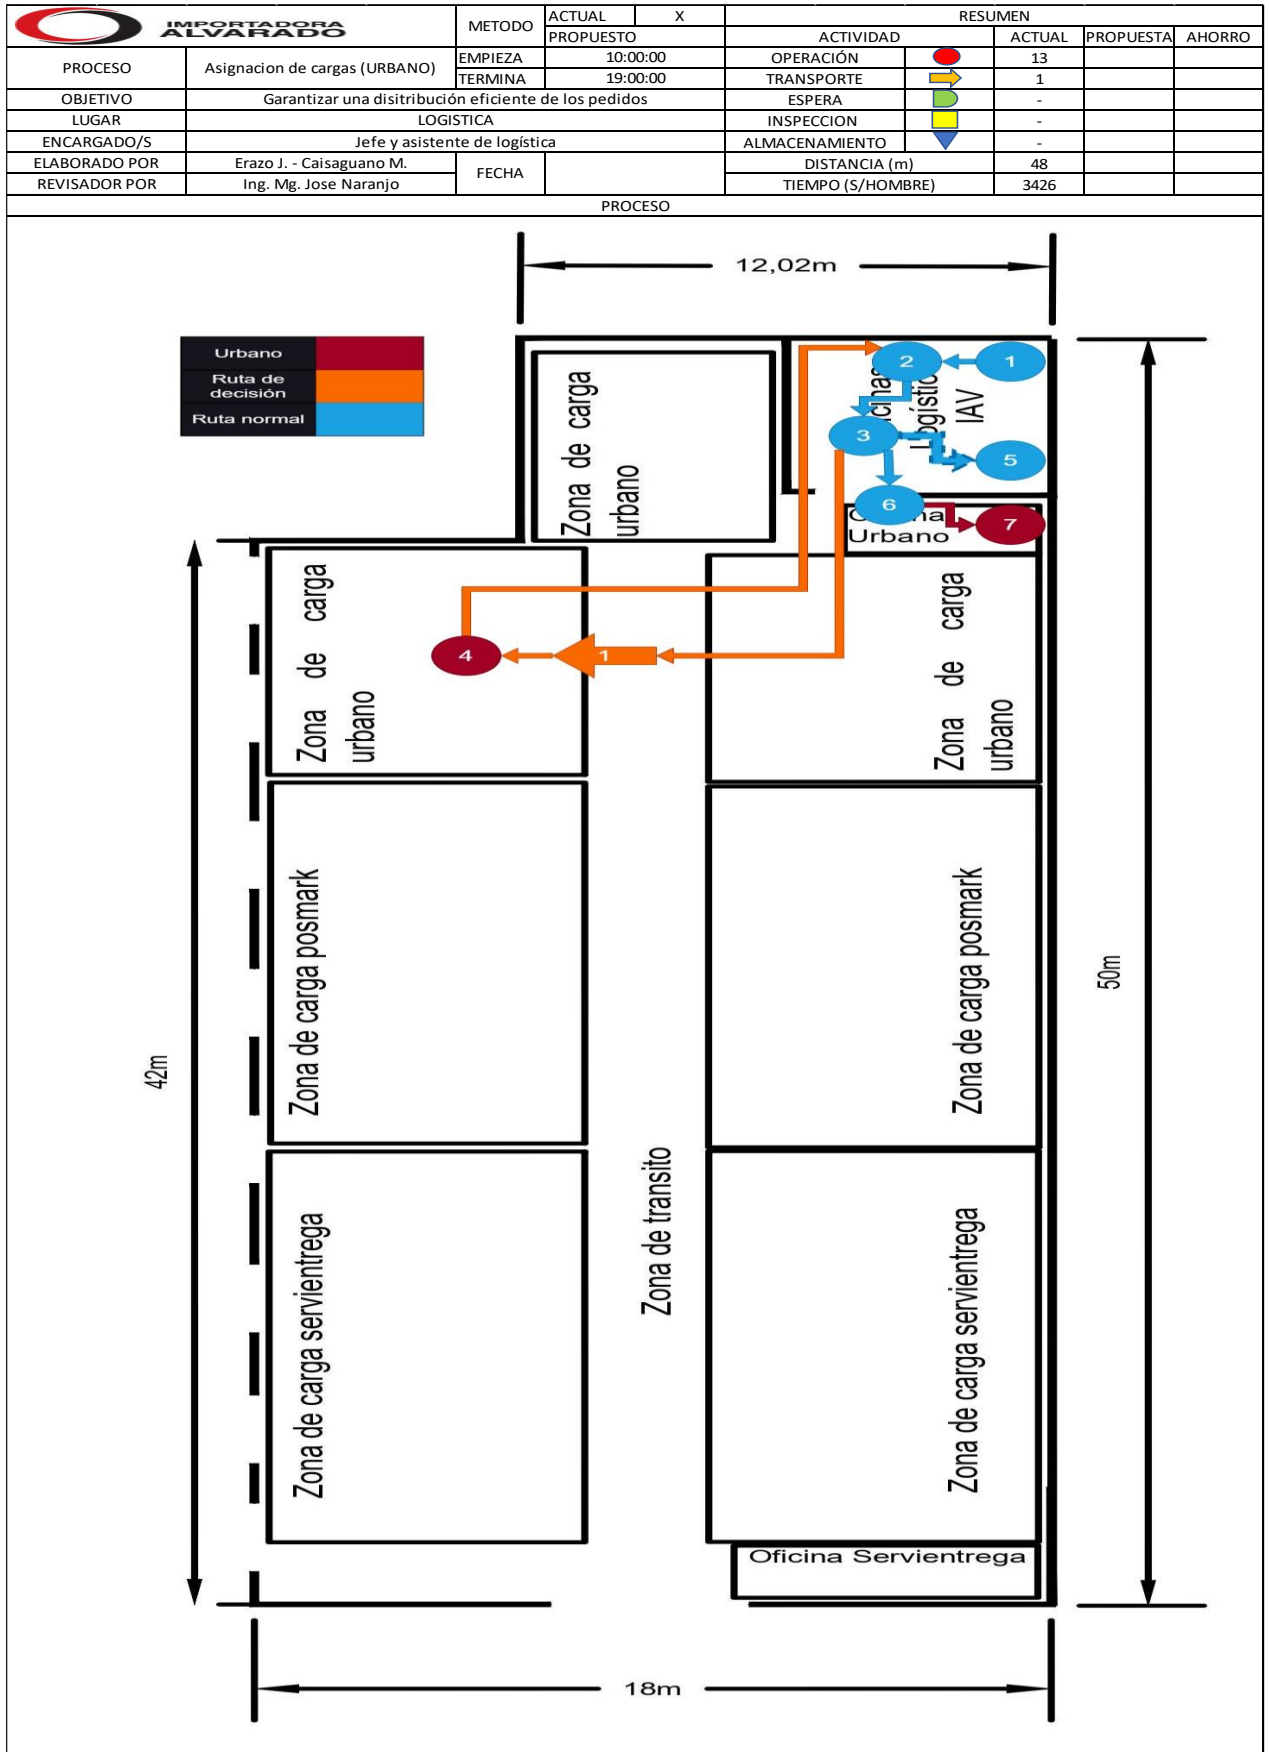 IMPORTADORA
ALVARADO
METODO
ACTUAL X
PROPUESTO
RESUMEN
ACTIVIDAD ACTUAL PROPUESTA AHORRO
PROCESO Asignacion de cargas (URBANO)
EMPIEZA 10:00:00
TERMINA 19:00:00
OPERACIÓN 13
TRANSPORTE 1
OBJETIVO Garantizar una disitribución eficiente de los pedidos
ESPERA -
LUGAR LOGISTICA
INSPECCION -
ENCARGADO/S Jefe y asistente de logística
ALMACENAMIENTO -
ELABORADO POR Erazo J. - Caisaguano M.
FECHA
DISTANCIA (m) 48
REVISADOR POR Ing. Mg. Jose Naranjo
TIEMPO (S/HOMBRE) 3426
PROCESO
12,02m
Urbano
Ruta de
decisión
Ruta normal
Zona de carga
urbano
2
1
IAV
3
5
6
7
Urbano
Zona de carga
urbano
4
1
Zona de carga
urbano
Zona de carga posmark
Zona de carga posmark
50m
42m
Zona de transito
Zona de carga servientrega
Zona de carga servientrega
Oficina Servientrega
18m